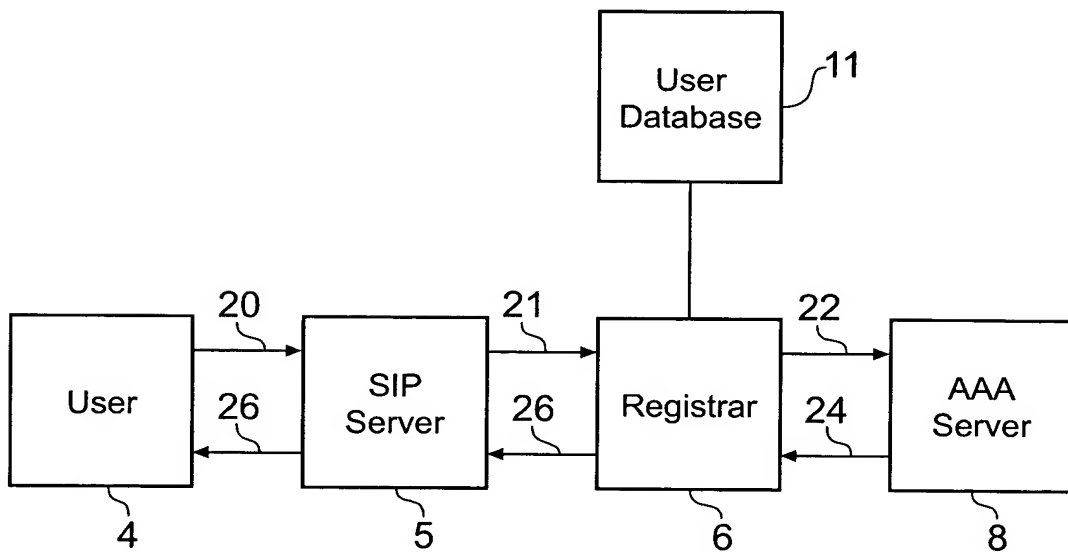 User
Database
11
20
21
22
User
SIP
Server
Registrar
AAA
Server
26
26
24
4
5
6
8